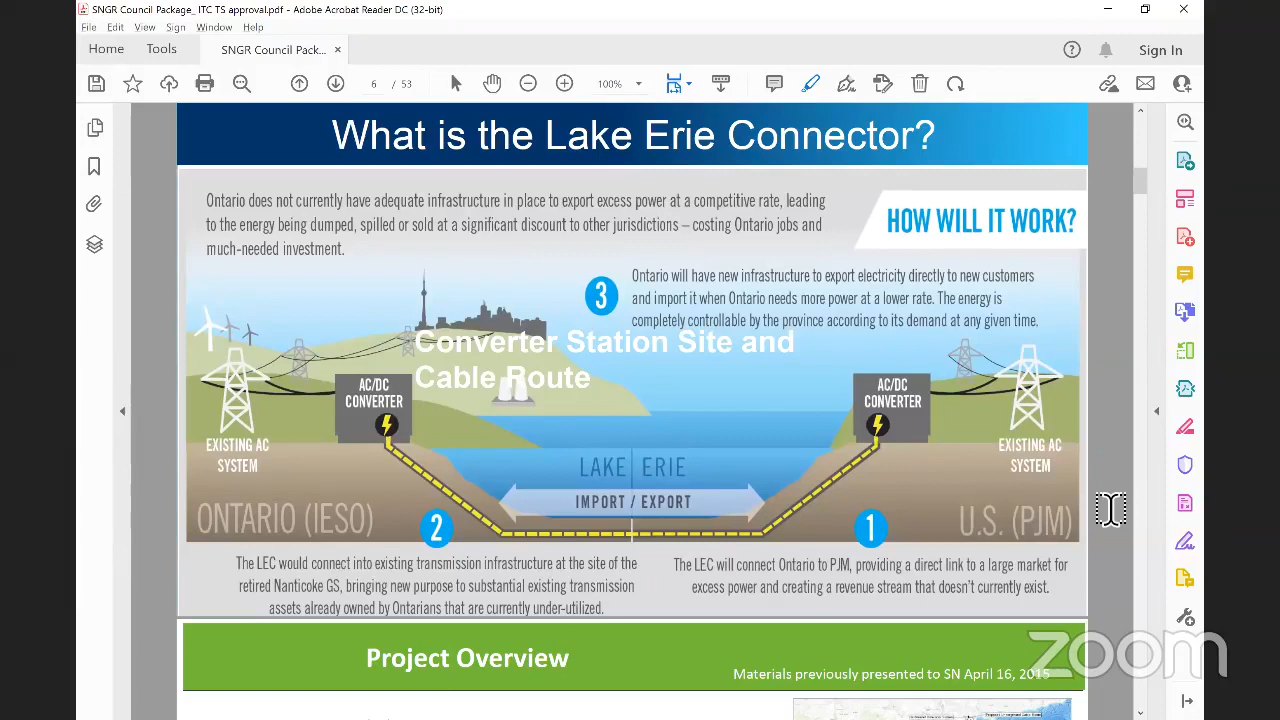 SNGR Council Package_ ITC TS approval.pdf - Adobe Acrobat Reader DC (32-bit)
File Edit View Sign Window Help
Home Tools SNGR Council Pack... × Sign In
6 / 53 100%
What is the Lake Erie Connector?
Ontario does not currently have adequate infrastructure in place to export excess power at a competitive rate, leading
to the energy being dumped, spilled or sold at a significant discount to other jurisdictions – costing Ontario jobs and
much-needed investment.
HOW WILL IT WORK?
3
Ontario will have new infrastructure to export electricity directly to new customers
and import it when Ontario needs more power at a lower rate. The energy is
completely controllable by the province according to its demand at any given time.
Converter Station Site and
Cable Route
AC/DC
CONVERTER
AC/DC
CONVERTER
EXISTING AC
SYSTEM
EXISTING AC
SYSTEM
LAKE ERIE
IMPORT / EXPORT
ONTARIO (IESO)
U.S. (PJM)
2
The LEC would connect into existing transmission infrastructure at the site of the
retired Nanticoke GS, bringing new purpose to substantial existing transmission
assets already owned by Ontarians that are currently under-utilized.
1
The LEC will connect Ontario to PJM, providing a direct link to a large market for
excess power and creating a revenue stream that doesn't currently exist.
Project Overview
Materials previously presented to SN April 16, 2015
zoom